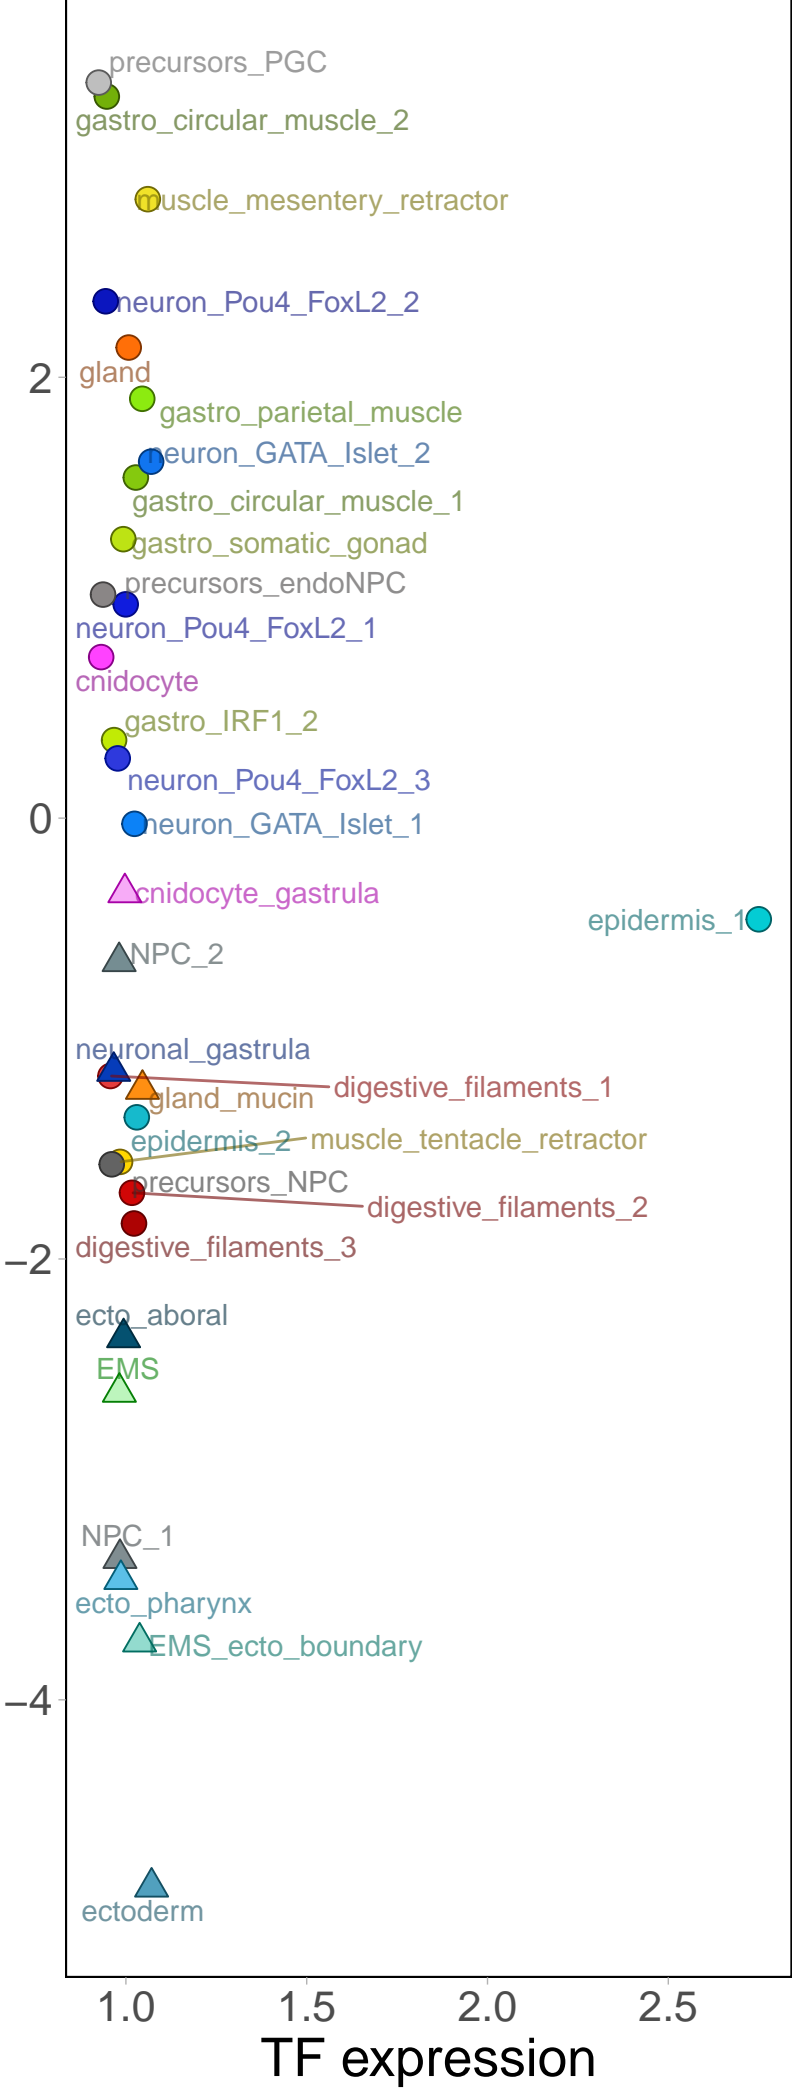 precursors_PGC
gastro_circular_muscle_2
muscle_mesentery_retractor
neuron_Pou4_FoxL2_2
gland
2
gastro_parietal_muscle
neuron_GATA_Islet_2
gastro_circular_muscle_1
gastro_somatic_gonad
precursors_endoNPC
neuron_Pou4_FoxL2_1
cnidocyte
gastro_IRF1_2
neuron_Pou4_FoxL2_3
0
neuron_GATA_Islet_1
cnidocyte_gastrula
epidermis_1
NPC_2
neuronal_gastrula
digestive_filaments_1
gland_mucin
epidermis_2
muscle_tentacle_retractor
precursors_NPC
digestive_filaments_2
digestive_filaments_3
−2
ecto_aboral
EMS
NPC_1
ecto_pharynx
EMS_ecto_boundary
−4
ectoderm
1.0 1.5 2.0 2.5
TF expression